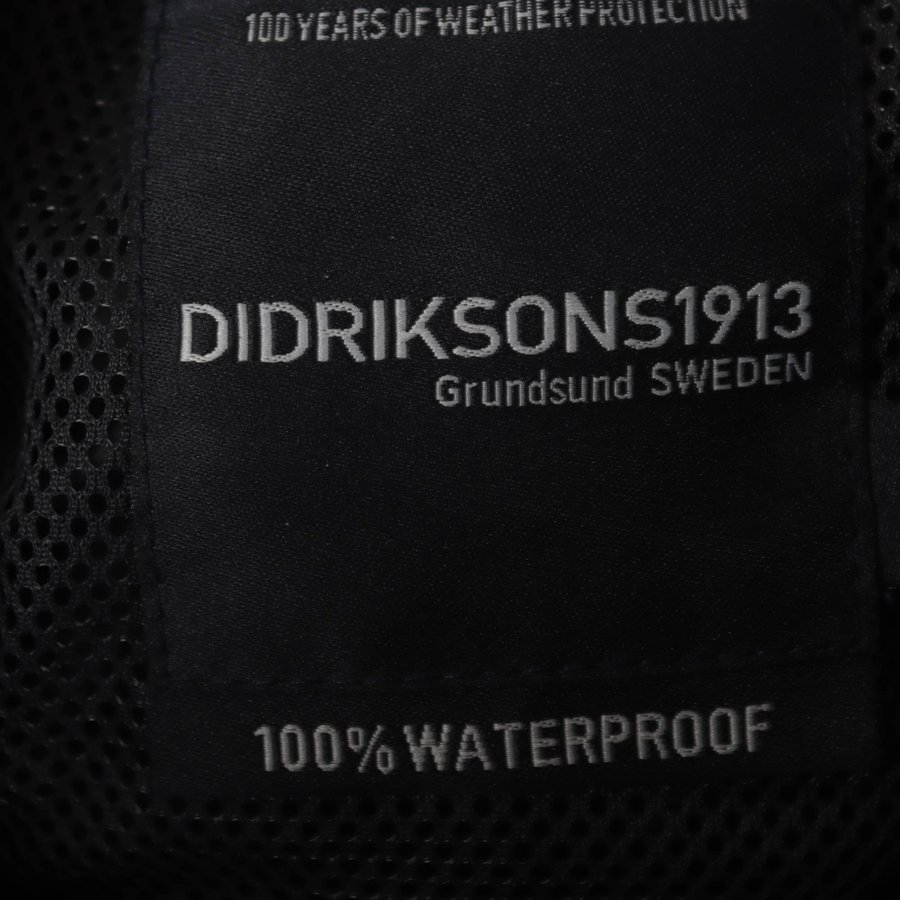 100 YEARS OF WEATHER PROTECTION
DIDRIKSONS1913
Grundsund SWEDEN
100% WATERPROOF